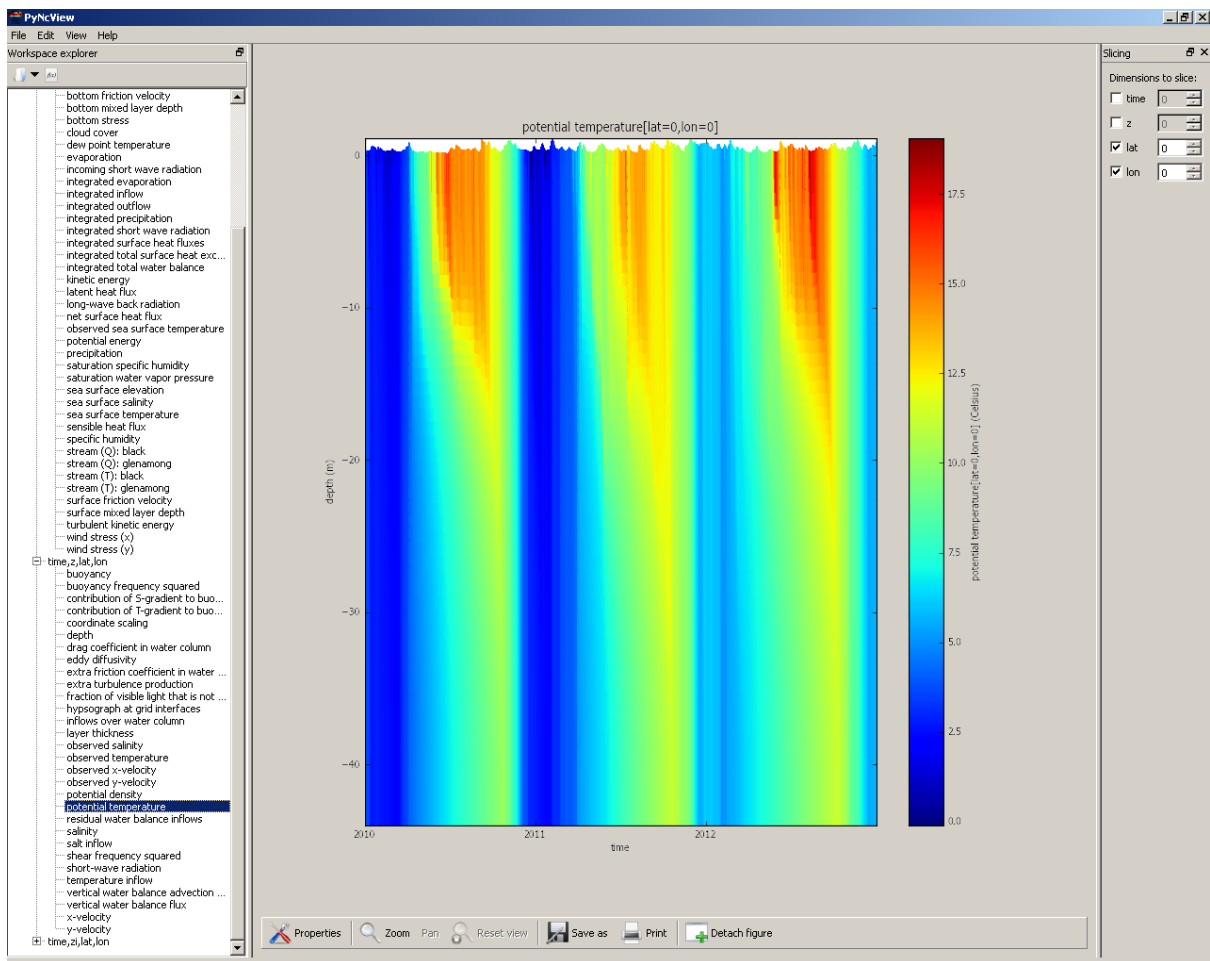 PyNcView
File Edit View Help
Workspace explorer
bottom friction velocity
bottom mixed layer depth
bottom stress
cloud cover
dew point temperature
evaporation
incoming short wave radiation
integrated evaporation
integrated inflow
integrated outflow
integrated precipitation
integrated short wave radiation
integrated surface heat fluxes
integrated total surface heat exc...
integrated total water balance
kinetic energy
latent heat flux
long-wave back radiation
net surface heat flux
observed sea surface temperature
potential energy
precipitation
saturation specific humidity
saturation water vapor pressure
sea surface elevation
sea surface salinity
sea surface temperature
sensible heat flux
specific humidity
stream (Q): black
stream (Q): glenamong
stream (T): black
stream (T): glenamong
surface friction velocity
surface mixed layer depth
turbulent kinetic energy
wind stress (x)
wind stress (y)
time,z,lat,lon
buoyancy
buoyancy frequency squared
contribution of S-gradient to buo...
contribution of T-gradient to buo...
coordinate scaling
depth
drag coefficient in water column
eddy diffusivity
extra friction coefficient in water ...
extra turbulence production
fraction of visible light that is not ...
hypsograph at grid interfaces
inflows over water column
layer thickness
observed salinity
observed temperature
observed x-velocity
observed y-velocity
potential density
potential temperature
residual water balance inflows
salinity
salt inflow
shear frequency squared
short-wave radiation
temperature inflow
vertical water balance advection ...
vertical water balance flux
x-velocity
y-velocity
time,zi,lat,lon
potential temperature[lat=0,lon=0]
0
−10
−20
−30
−40
depth (m)
2010 2011 2012
time
17.5
15.0
12.5
10.0
7.5
5.0
2.5
0.0
potential temperature[lat=0,lon=0] (Celsius)
Properties Zoom Pan Reset view Save as Print Detach figure
Slicing
Dimensions to slice:
time 0
z 0
lat 0
lon 0